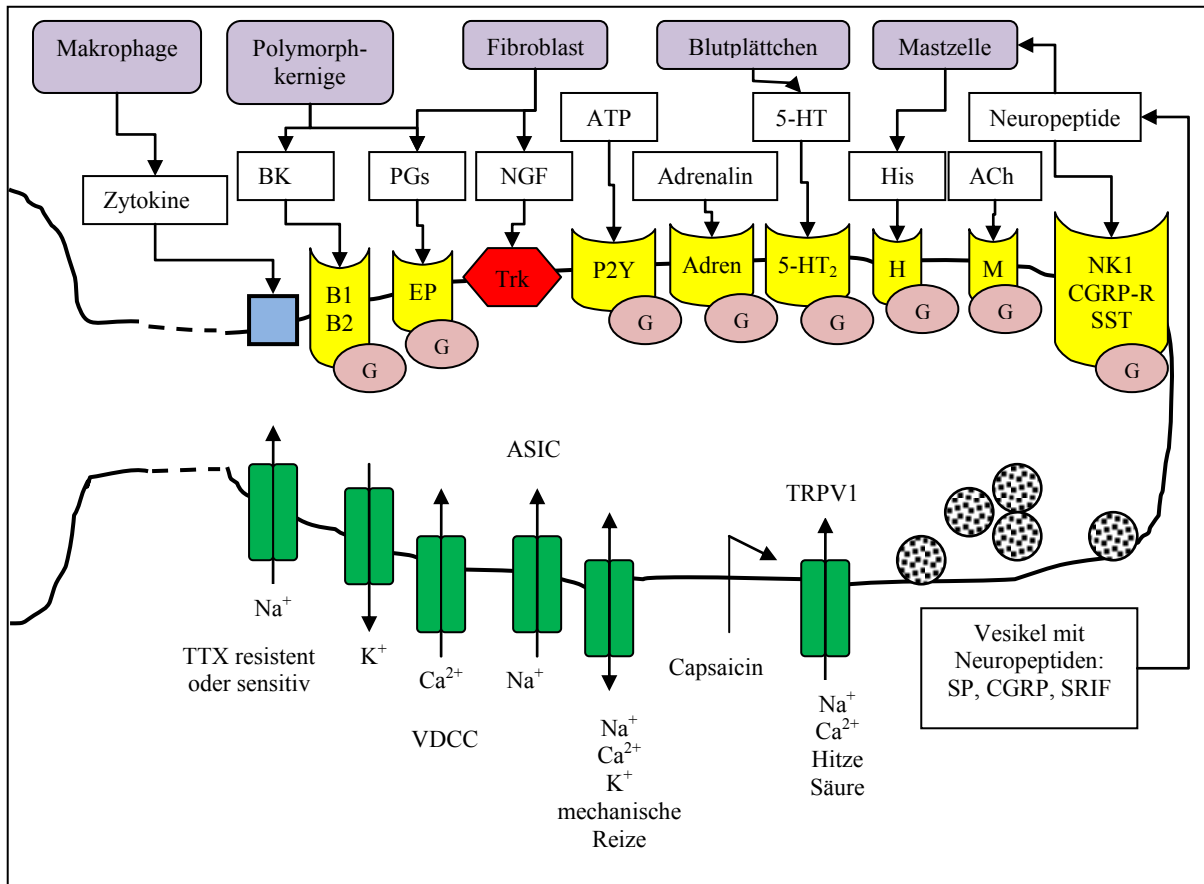 Makrophage
Polymorph-
kernige
Fibroblast
Blutplättchen
Mastzelle
ATP
5-HT
Neuropeptide
BK
PGs
NGF
Adrenalin
His
ACh
Zytokine
B1
B2
EP
Trk
P2Y
Adren
5-HT₂
H
M
NK1
CGRP-R
SST
G
G
G
G
G
G
G
G
ASIC
TRPV1
Na⁺
TTX resistent
oder sensitiv
K⁺
Ca²⁺
VDCC
Na⁺
Na⁺
Ca²⁺
K⁺
mechanische
Reize
Capsaicin
Na⁺
Ca²⁺
Hitze
Säure
Vesikel mit
Neuropeptiden:
SP, CGRP, SRIF